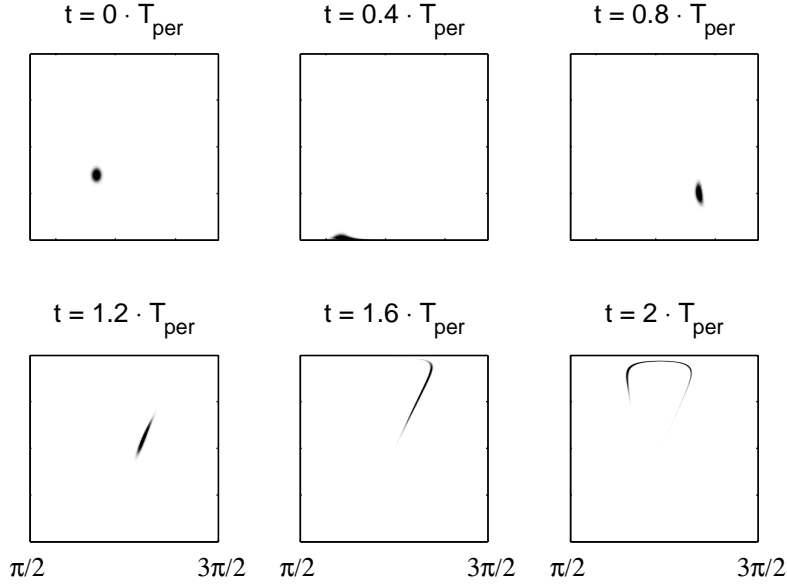 t = 0 · T_per
t = 0.4 · T_per
t = 0.8 · T_per
t = 1.2 · T_per
t = 1.6 · T_per
t = 2 · T_per
π/2 3π/2 π/2 3π/2 π/2 3π/2